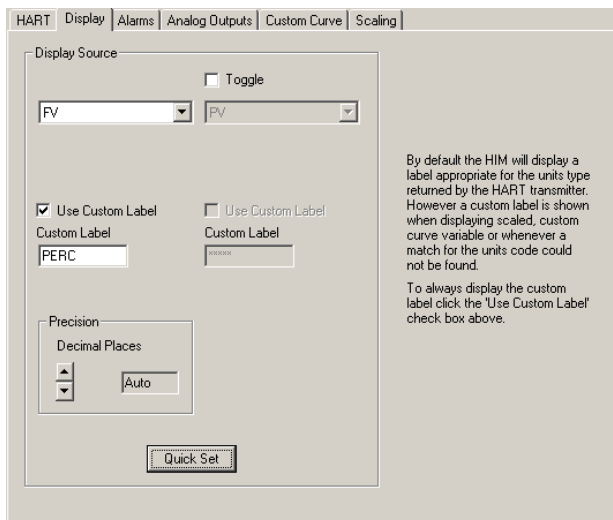 HART Display Alarms Analog Outputs Custom Curve Scaling
Display Source
Toggle
FV PV
Use Custom Label Use Custom Label
Custom Label Custom Label
PERC xxxxx
Precision
Decimal Places
Auto
Quick Set
By default the HIM will display a
label appropriate for the units type
returned by the HART transmitter.
However a custom label is shown
when displaying scaled, custom
curve variable or whenever a
match for the units code could
not be found.
To always display the custom
label click the 'Use Custom Label'
check box above.